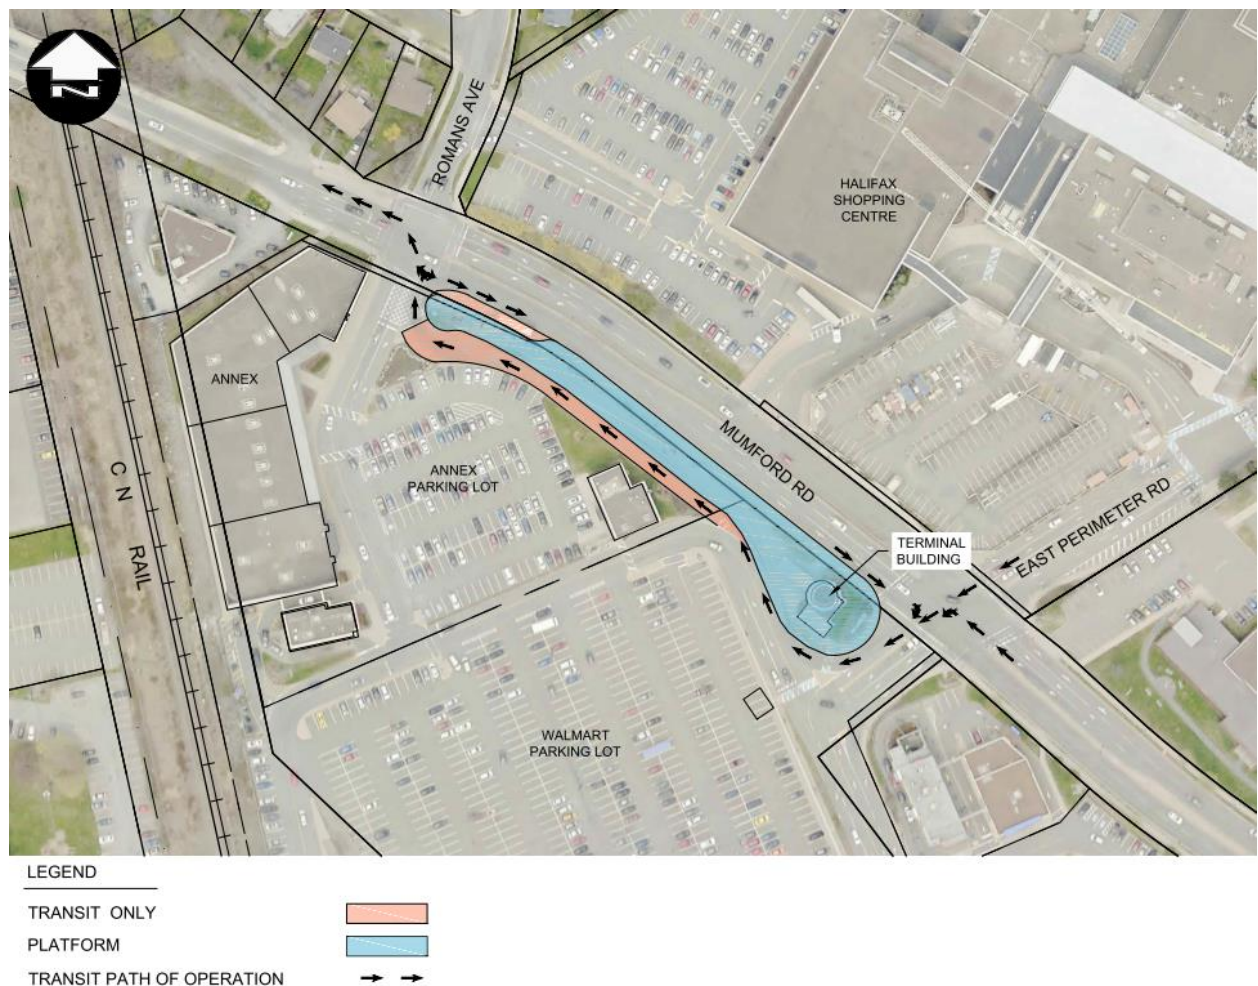 N
ROMANS AVE
HALIFAX
SHOPPING
CENTRE
ANNEX
MUMFORD RD
ANNEX
PARKING LOT
C N RAIL
EAST PERIMETER RD
TERMINAL
BUILDING
WALMART
PARKING LOT
LEGEND
TRANSIT ONLY
PLATFORM
TRANSIT PATH OF OPERATION